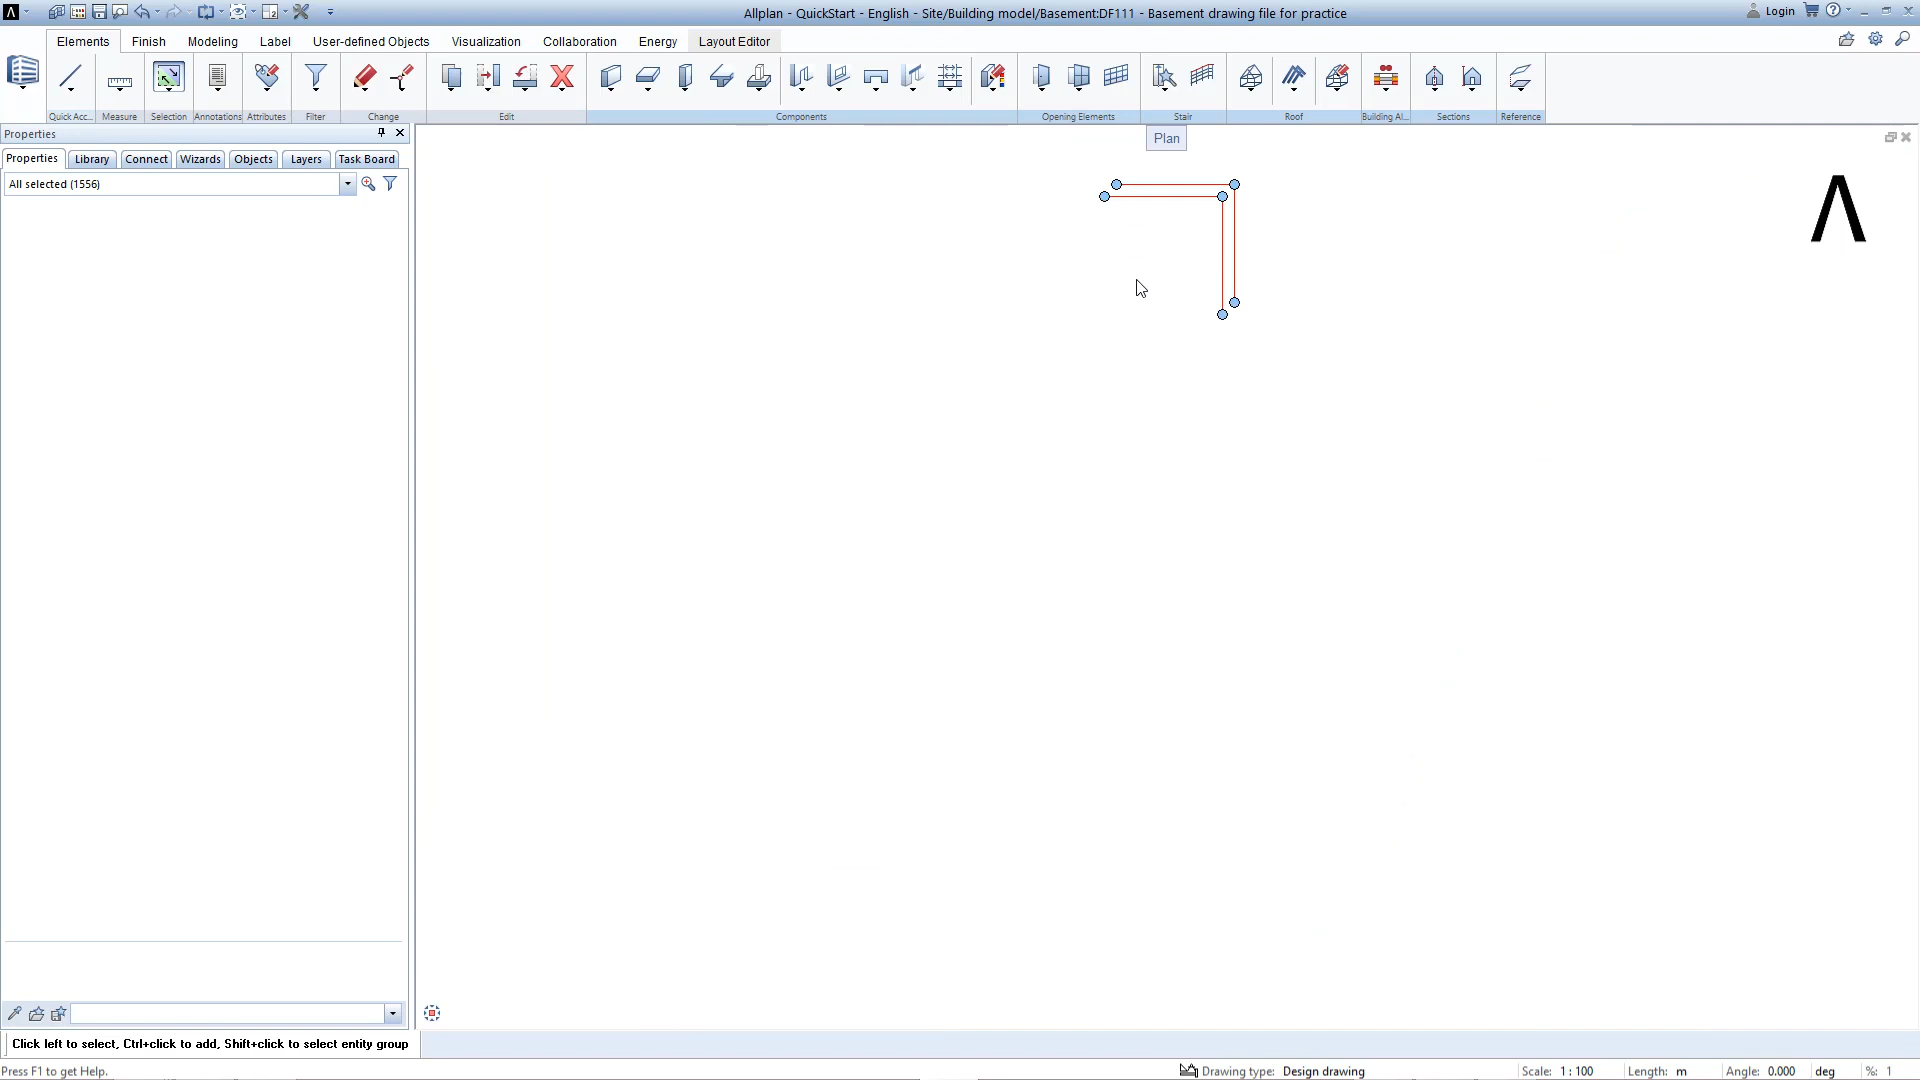 Allplan - QuickStart - English - Site/Building model/Basement:DF111 - Basement drawing file for practice
Login
Elements Finish Modeling Label User-defined Objects Visualization Collaboration Energy Layout Editor
Quick Acc... Measure Selection Annotations Attributes Filter Change Edit Components Opening Elements Stair Roof Building Al... Sections Reference
Properties
Plan
Properties Library Connect Wizards Objects Layers Task Board
All selected (1556)
Click left to select, Ctrl+click to add, Shift+click to select entity group
Press F1 to get Help.
Drawing type: Design drawing Scale: 1 : 100 Length: m Angle: 0.000 deg %: 1